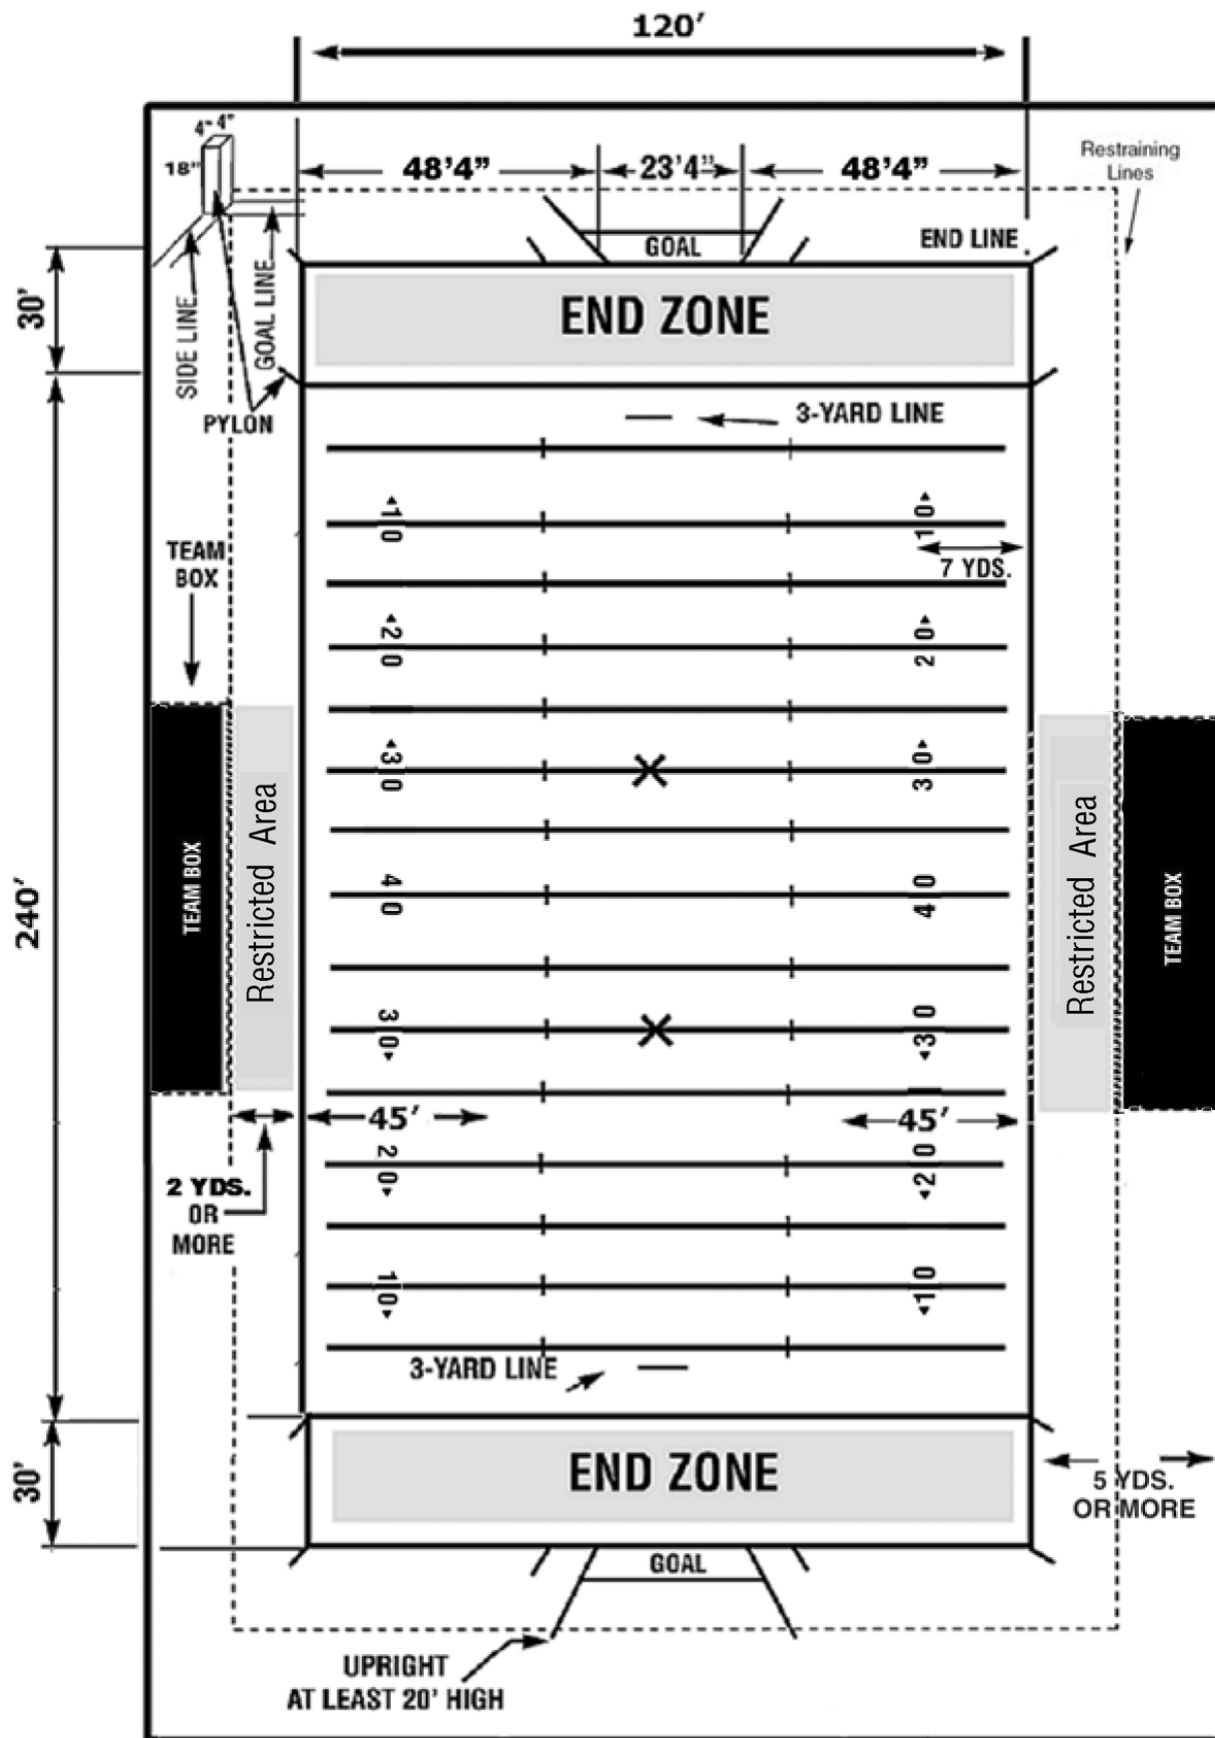 120′
4" 4"
18"
48'4”
23'4”
48'4”
Restraining
Lines
GOAL
END LINE
30'
SIDE LINE
GOAL LINE
END ZONE
PYLON
3-YARD LINE
10
10
7 YDS.
TEAM
BOX
20
20
30
30
TEAM BOX
Restricted Area
240′
40
40
Restricted Area
TEAM BOX
30
30
45′
45′
20
20
2 YDS.
OR
MORE
10
10
3-YARD LINE
30'
END ZONE
5 YDS.
OR MORE
GOAL
UPRIGHT
AT LEAST 20' HIGH